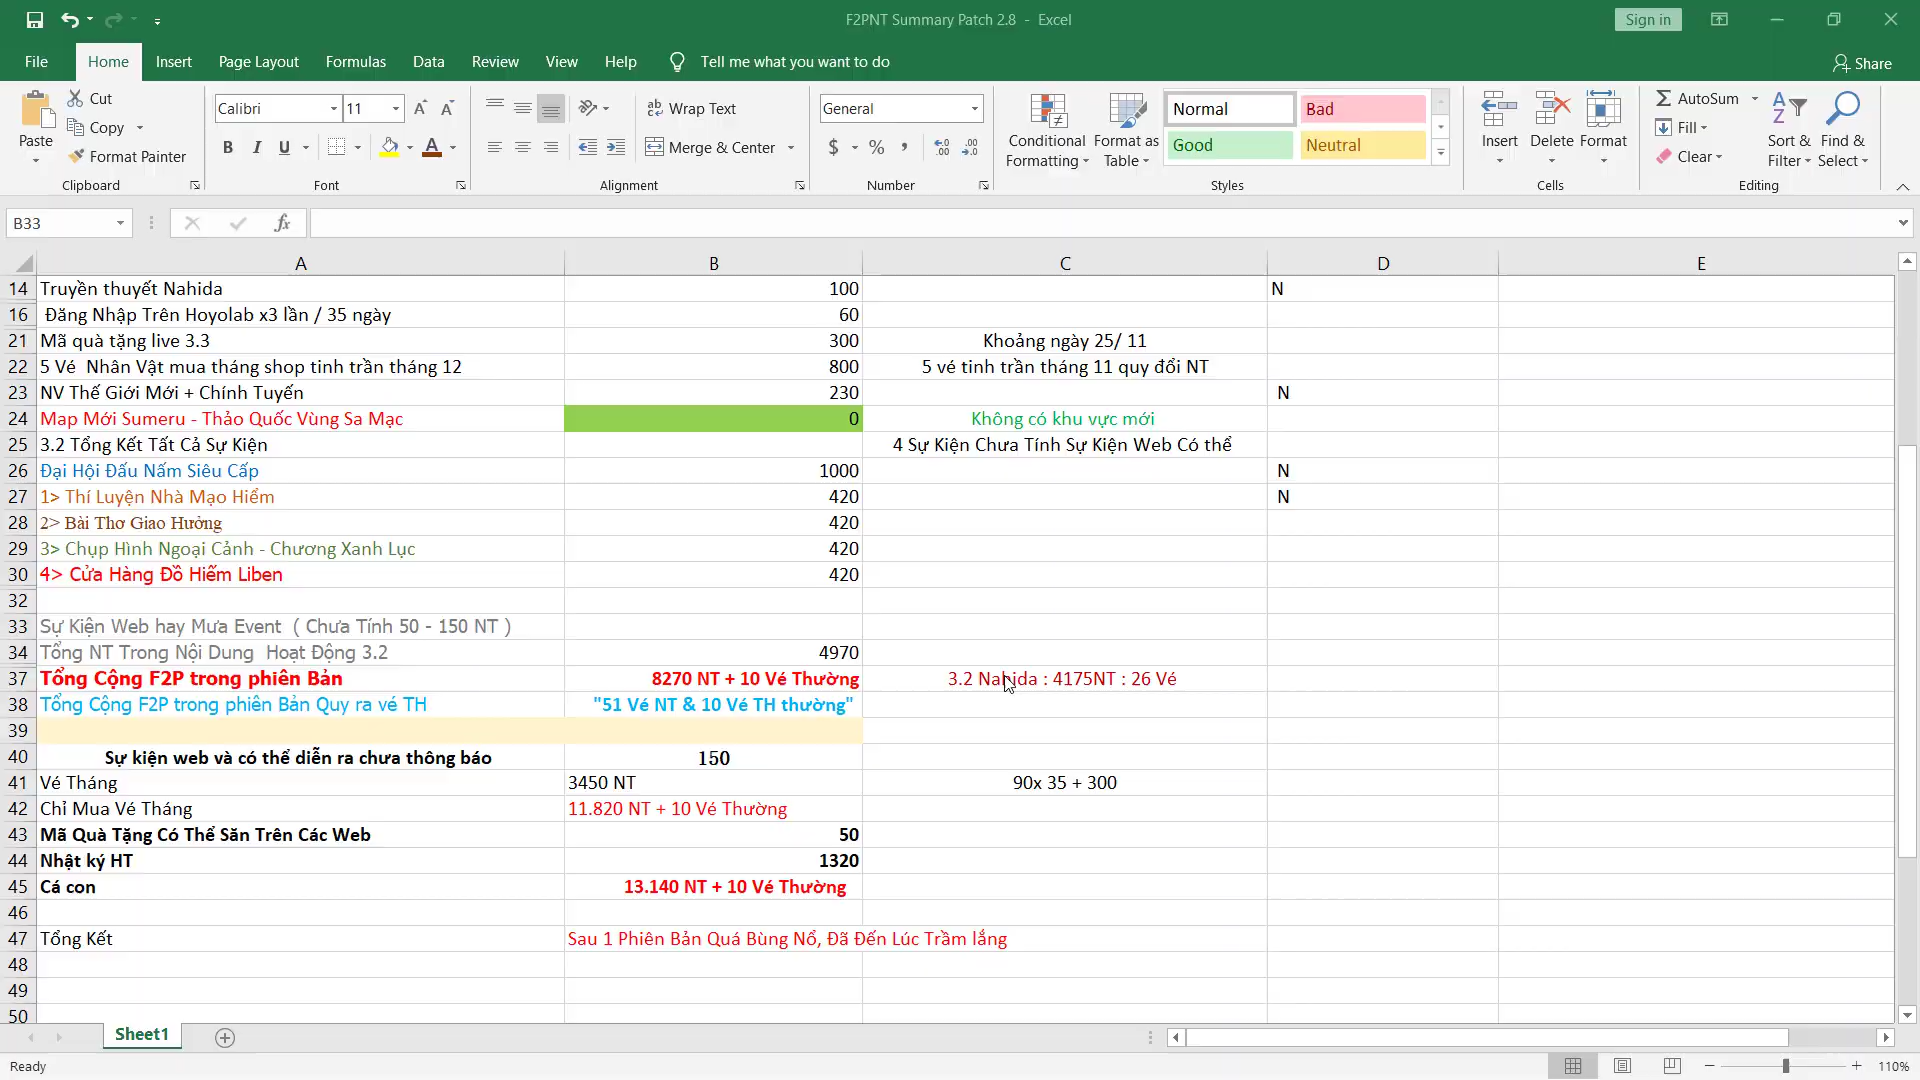 F2PNT Summary Patch 2.8 - Excel
Sign in
File Home Insert Page Layout Formulas Data Review View Help Tell me what you want to do
Share
Paste
Cut
Copy
Format Painter
Clipboard
Calibri 11
B I U
Font
Wrap Text
Merge & Center
Alignment
General
$ % ,
Number
Conditional Formatting
Format as Table
Normal Bad
Good Neutral
Styles
Insert Delete Format
Cells
AutoSum
Fill
Clear
Sort & Filter
Find & Select
Editing
B33 fx
A B C D E
14 Truyền thuyết Nahida 100 N
16 Đăng Nhập Trên Hoyolab x3 lần / 35 ngày 60
21 Mã quà tặng live 3.3 300 Khoảng ngày 25/ 11
22 5 Vé Nhân Vật mua tháng shop tinh trần tháng 12 800 5 vé tinh trần tháng 11 quy đổi NT
23 NV Thế Giới Mới + Chính Tuyến 230 N
24 Map Mới Sumeru - Thảo Quốc Vùng Sa Mạc 0 Không có khu vực mới
25 3.2 Tổng Kết Tất Cả Sự Kiện 4 Sự Kiện Chưa Tính Sự Kiện Web Có thể
26 Đại Hội Đấu Nấm Siêu Cấp 1000 N
27 1> Thí Luyện Nhà Mạo Hiểm 420 N
28 2> Bài Thơ Giao Hưởng 420
29 3> Chụp Hình Ngoại Cảnh - Chương Xanh Lục 420
30 4> Cửa Hàng Đồ Hiếm Liben 420
32
33 Sự Kiện Web hay Mưa Event ( Chưa Tính 50 - 150 NT )
34 Tổng NT Trong Nội Dung Hoạt Động 3.2 4970
37 Tổng Cộng F2P trong phiên Bản 8270 NT + 10 Vé Thường 3.2 Nahida : 4175NT : 26 Vé
38 Tổng Cộng F2P trong phiên Bản Quy ra vé TH "51 Vé NT & 10 Vé TH thường"
39
40 Sự kiện web và có thể diễn ra chưa thông báo 150
41 Vé Tháng 3450 NT 90x 35 + 300
42 Chỉ Mua Vé Tháng 11.820 NT + 10 Vé Thường
43 Mã Quà Tặng Có Thể Săn Trên Các Web 50
44 Nhật ký HT 1320
45 Cá con 13.140 NT + 10 Vé Thường
46
47 Tổng Kết Sau 1 Phiên Bản Quá Bùng Nổ, Đã Đến Lúc Trầm lắng
48
49
50
Sheet1
Ready
110%